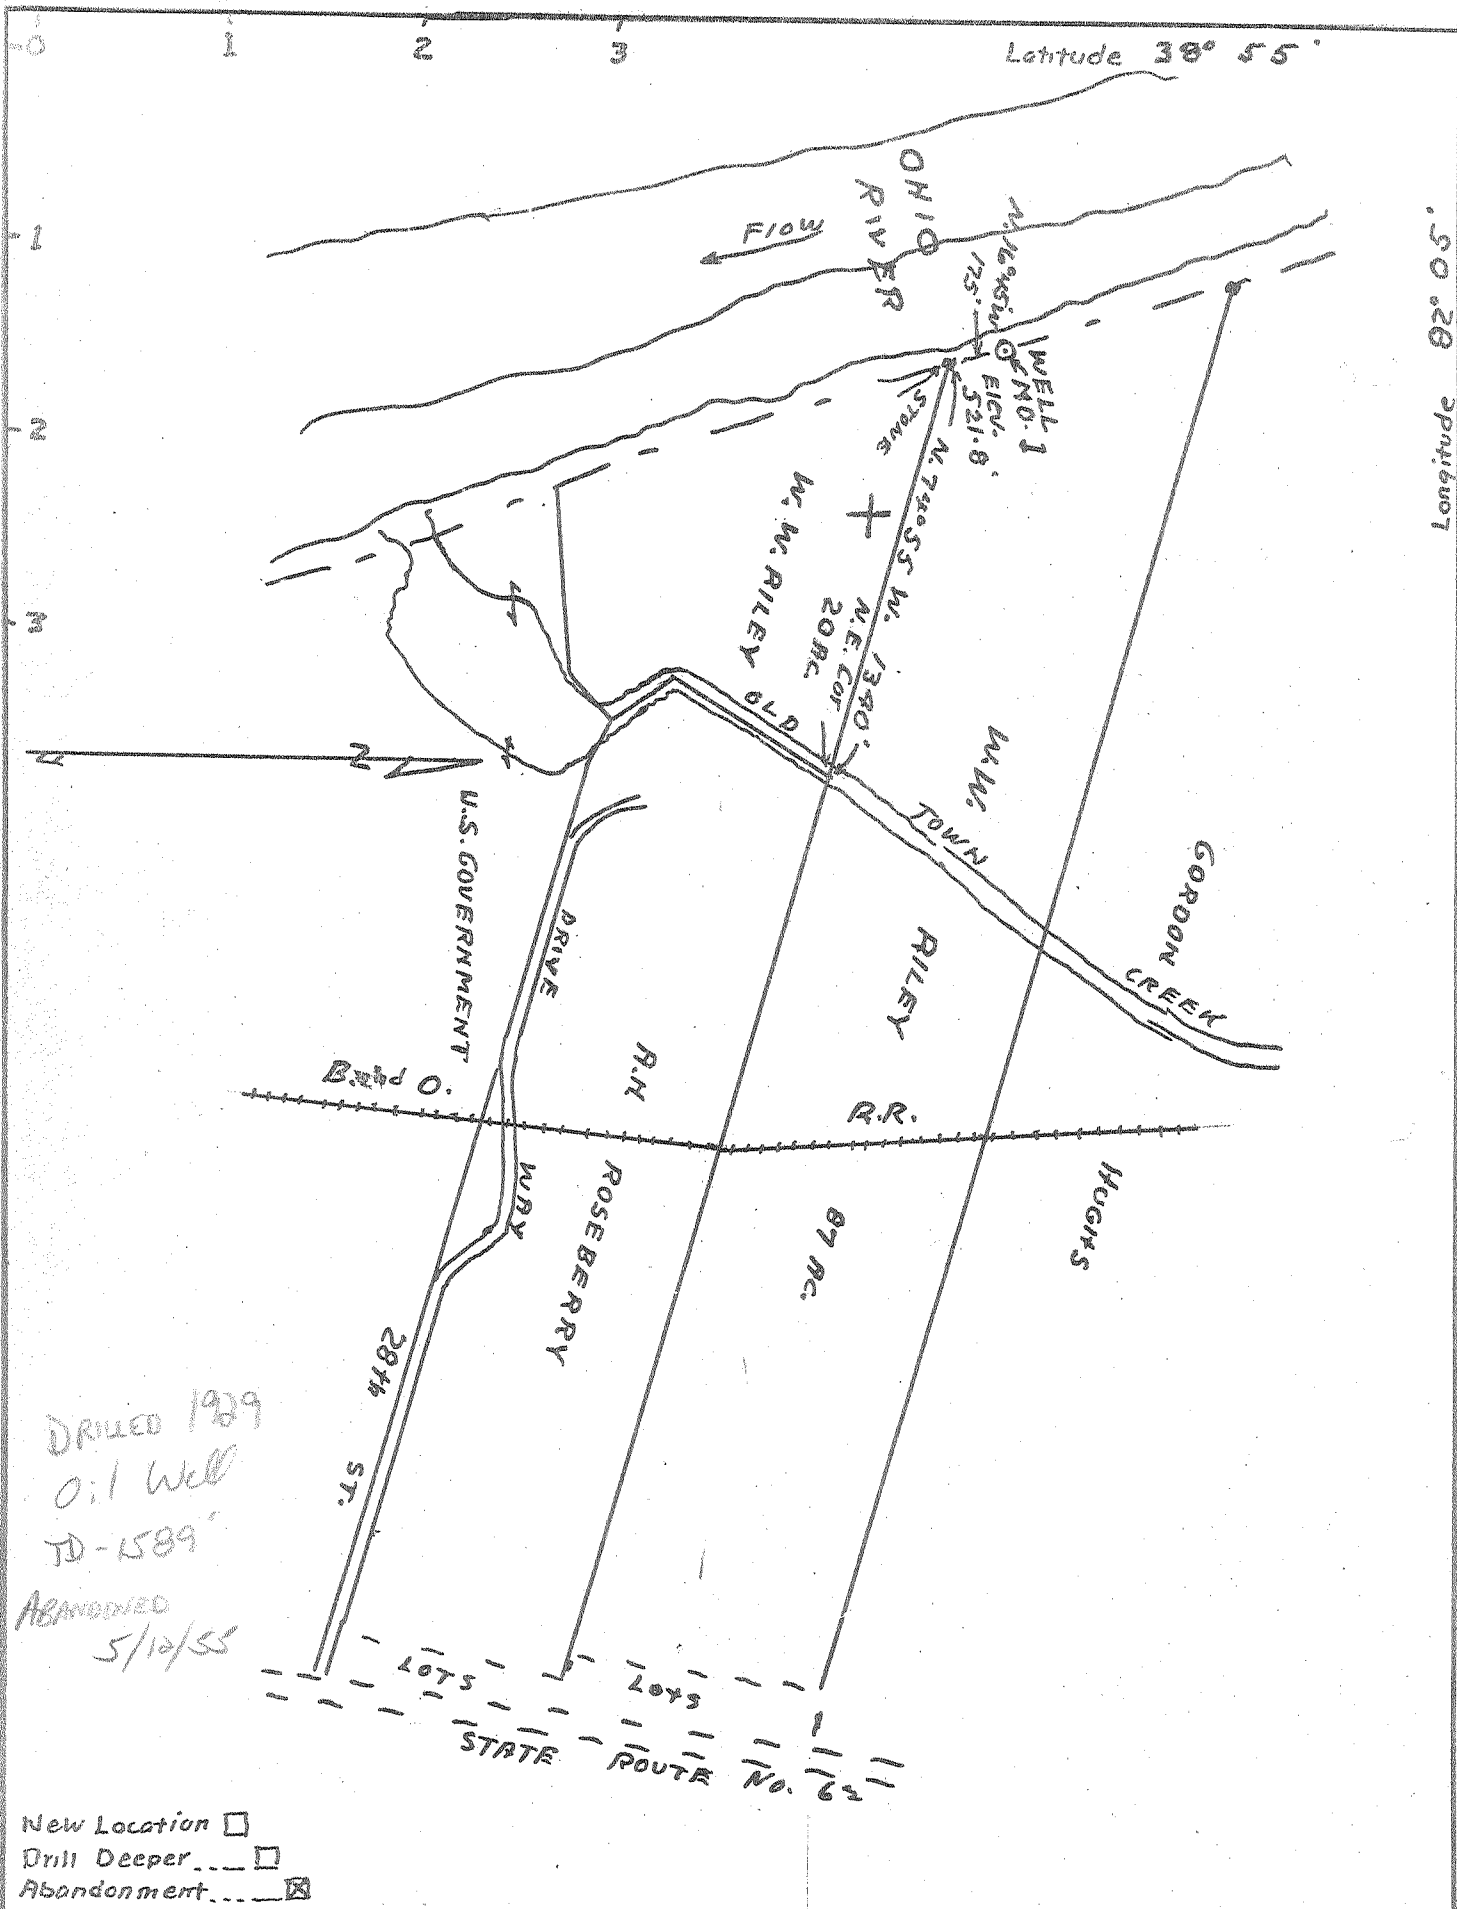 0 1 2 3
Latitude 38° 55'
1
2
3
4
Longitude 82° 05'
OHIO
RIVER
Flow
175'
WELL
NO. 1
Elev.
521.8'
STONE
N. 74°55 W. 1340'
N.E. Cor
20 AC.
W. W. RILEY
OLD
TOWN
CREEK
W.W.
RILEY
87 AC.
GORDON
HUGHS
N
U.S. GOVERNMENT
DRIVE
WAY
A.H
ROSEBERRY
B. and O.
R.R.
28th
ST.
DRILLED 1929
Oil Well
TD-1589'
ABANDONED
5/12/55
LOTS
LOTS
STATE ROUTE NO. 62
New Location □
Drill Deeper.... □
Abandonment..... ☒